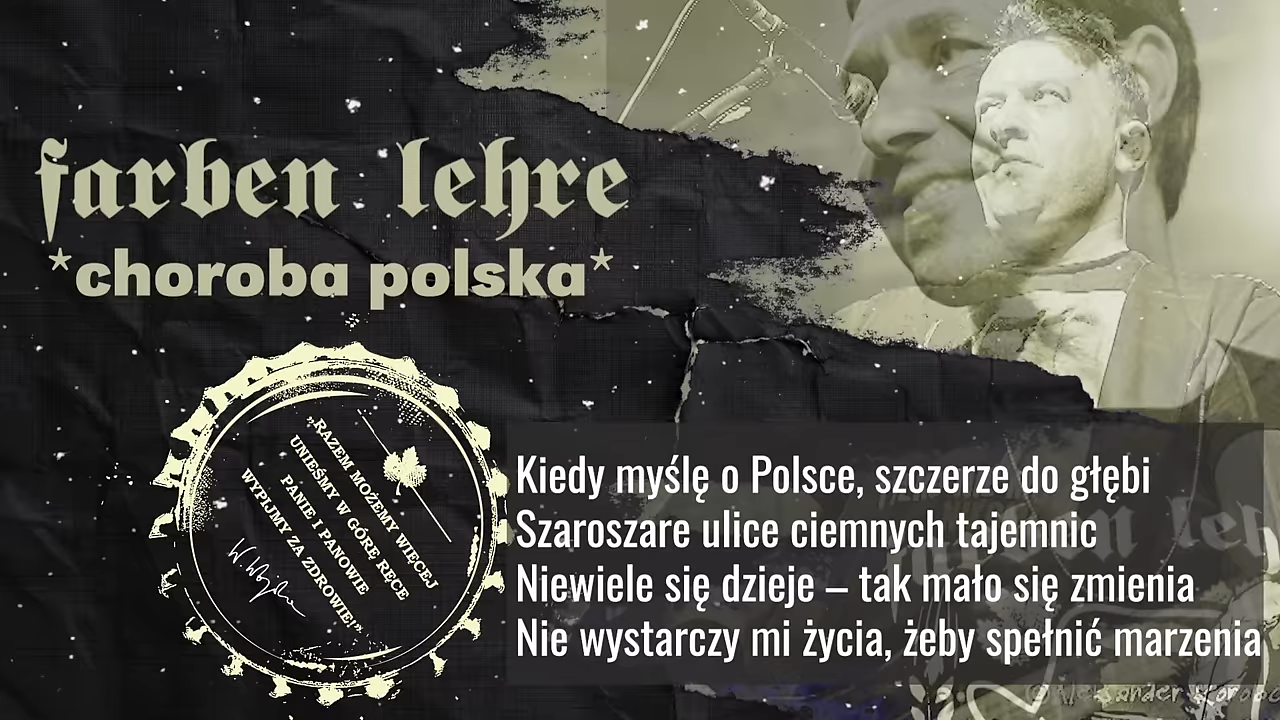 farben lehre
*choroba polska*
„RAZEM MOŻEMY WIĘCEJ
UNIEŚMY W GÓRĘ RĘCE
PANIE I PANOWIE
WYPIJMY ZA ZDROWIE!”
Kiedy myślę o Polsce, szczerze do głębi
Szaroszare ulice ciemnych tajemnic
Niewiele się dzieje – tak mało się zmienia
Nie wystarczy mi życia, żeby spełnić marzenia
© Aleksander